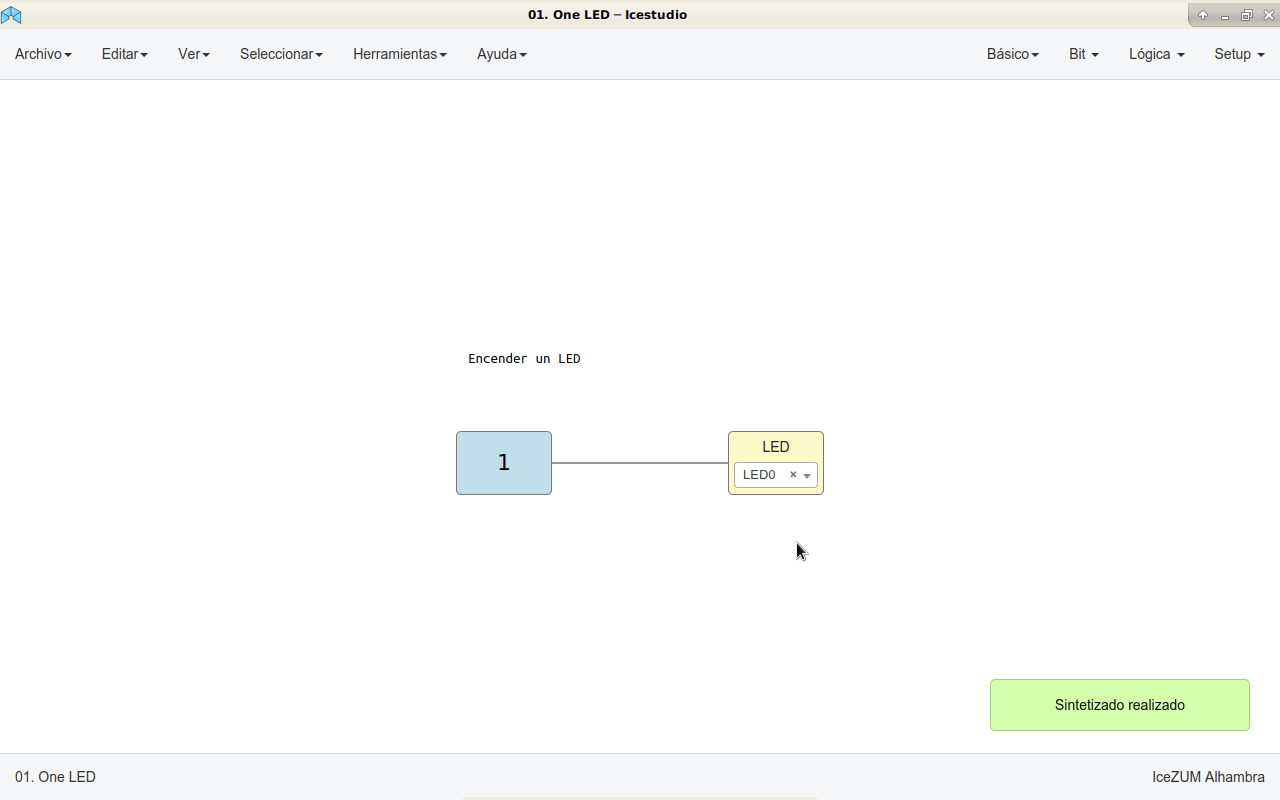 01. One LED – Icestudio
Archivo Editar Ver Seleccionar Herramientas Ayuda Básico Bit Lógica Setup
Encender un LED
1
LED
LED0
Sintetizado realizado
01. One LED IceZUM Alhambra